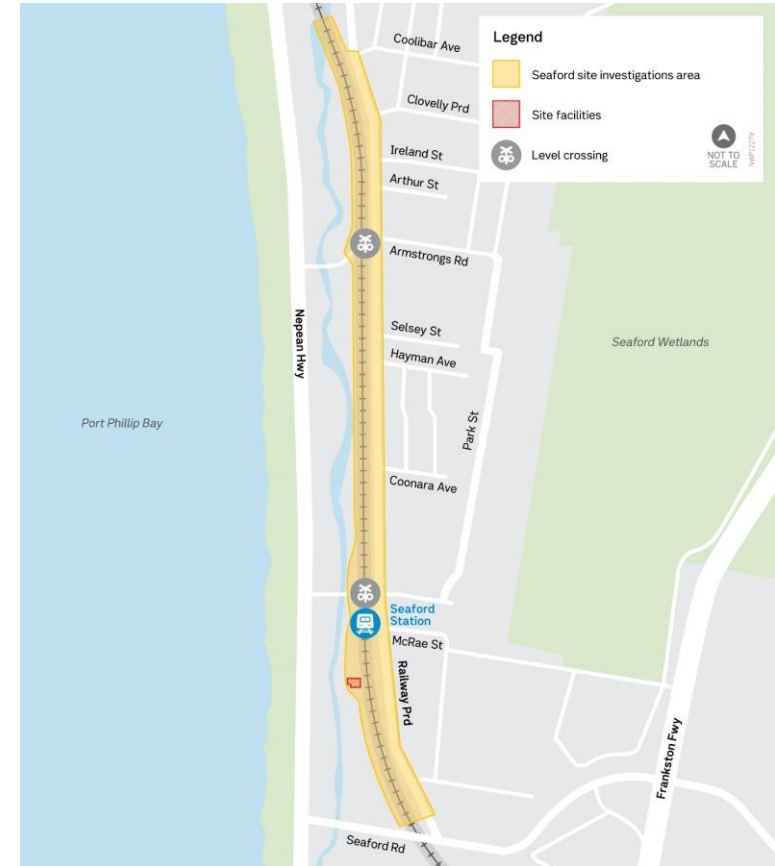 Legend
Seaford site investigations area
Site facilities
Level crossing
NOT TO
SCALE
NWP12279
Coolibar Ave
Clovelly Prd
Ireland St
Arthur St
Armstrongs Rd
Nepean Hwy
Selsey St
Hayman Ave
Seaford Wetlands
Port Phillip Bay
Park St
Coonara Ave
Seaford
Station
McRae St
Railway Prd
Frankston Fwy
Seaford Rd